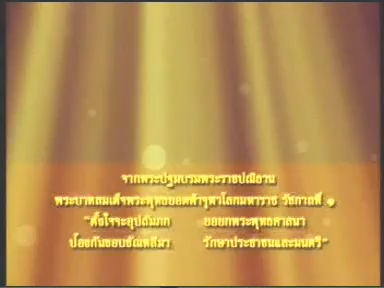 จากพระปฐมบรมพระราชปณิธาน
พระบาทสมเด็จพระพุทธยอดฟ้าจุฬาโลกมหาราช รัชกาลที่ ๑
"ตั้งใจจะอุปถัมภก ยอยกพระพุทธศาสนา
ป้องกันขอบขัณฑสีมา รักษาประชาชนและมนตรี"